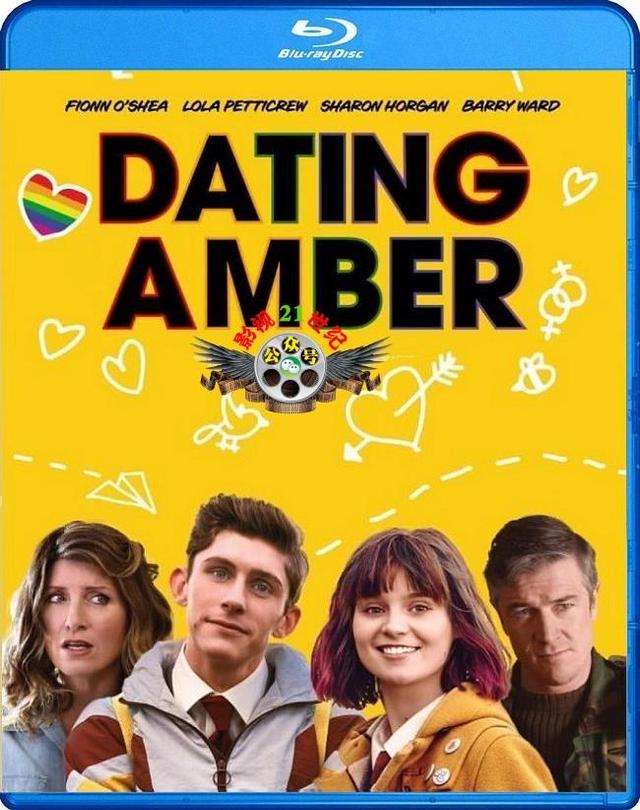 Blu-ray Disc
FIONN O'SHEA LOLA PETTICREW SHARON HORGAN BARRY WARD
DATING
AMBER
影视21世纪
公众号